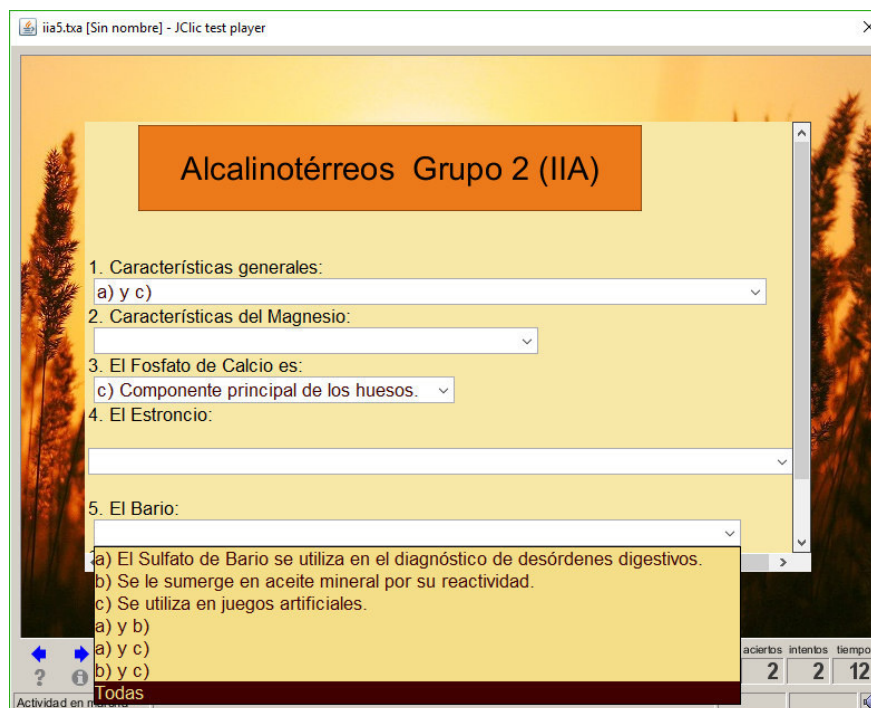 iia5.txa [Sin nombre] - JClic test player
Alcalinotérreos Grupo 2 (IIA)
1. Características generales:
a) y c)
2. Características del Magnesio:
3. El Fosfato de Calcio es:
c) Componente principal de los huesos.
4. El Estroncio:
5. El Bario:
a) El Sulfato de Bario se utiliza en el diagnóstico de desórdenes digestivos.
b) Se le sumerge en aceite mineral por su reactividad.
c) Se utiliza en juegos artificiales.
a) y b)
a) y c)
b) y c)
Todas
aciertos intentos tiempo
2 2 12
Actividad en marcha